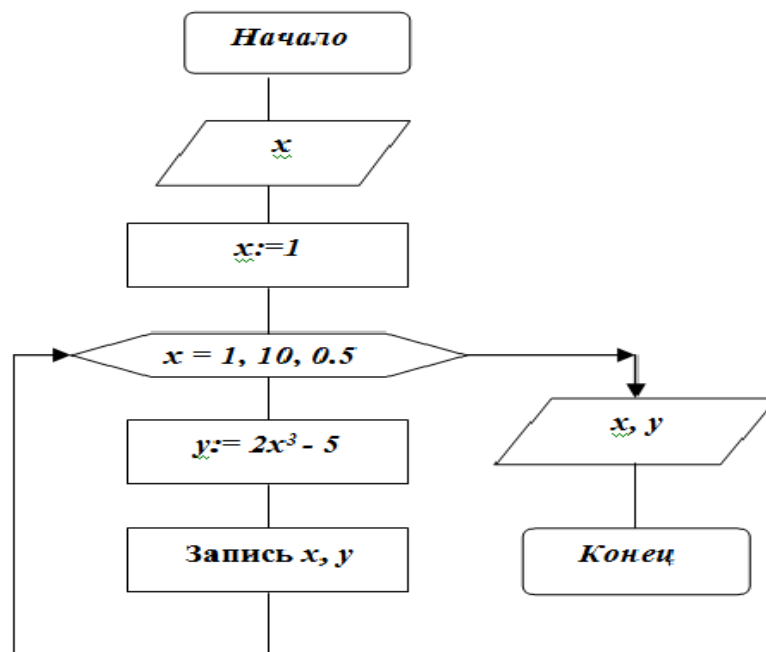 Начало
x
x:=1
x = 1, 10, 0.5
y:= 2x³ - 5
Запись x, y
x, y
Конец